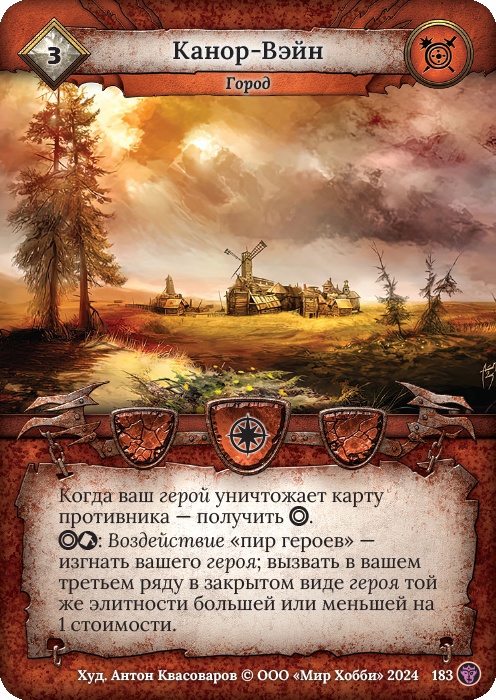 3
Канор-Вэйн
Город
Когда ваш герой уничтожает карту
противника — получить .
: Воздействие «пир героев» —
изгнать вашего героя; вызвать в вашем
третьем ряду в закрытом виде героя той
же элитности большей или меньшей на
1 стоимости.
Худ. Антон Квасоваров © ООО «Мир Хобби» 2024 183